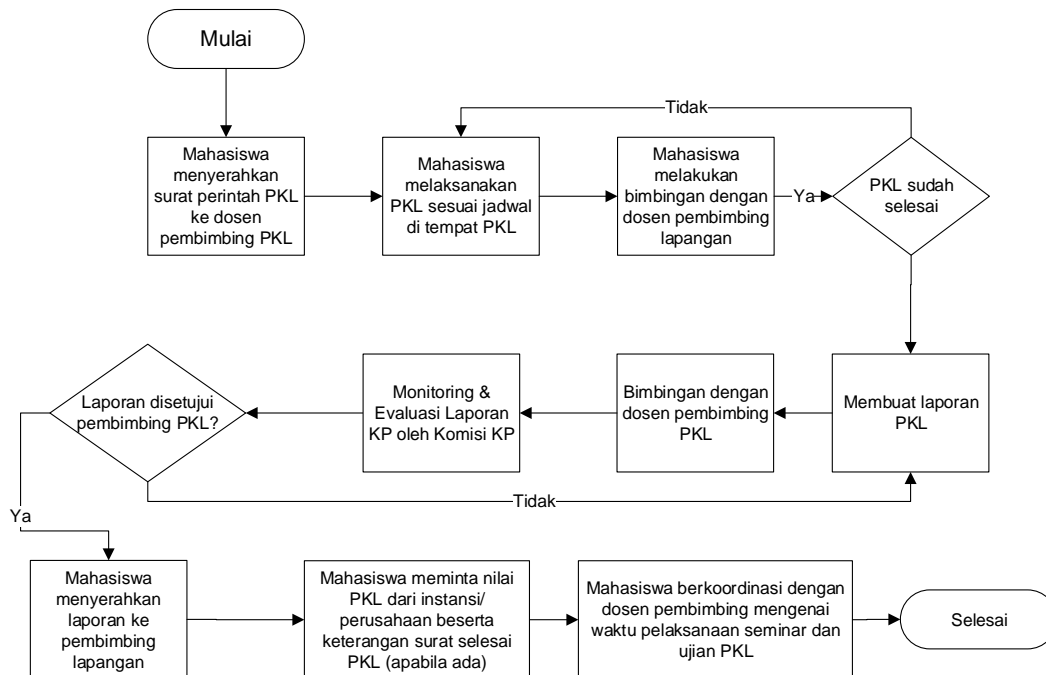 Mulai
Tidak
Mahasiswa
menyerahkan
surat perintah PKL
ke dosen
pembimbing PKL
Mahasiswa
melaksanakan
PKL sesuai jadwal
di tempat PKL
Mahasiswa
melakukan
bimbingan dengan
dosen pembimbing
lapangan
Ya
PKL sudah
selesai
Laporan disetujui
pembimbing PKL?
Monitoring &
Evaluasi Laporan
KP oleh Komisi KP
Bimbingan dengan
dosen pembimbing
PKL
Membuat laporan
PKL
Tidak
Ya
Mahasiswa
menyerahkan
laporan ke
pembimbing
lapangan
Mahasiswa meminta nilai
PKL dari instansi/
perusahaan beserta
keterangan surat selesai
PKL (apabila ada)
Mahasiswa berkoordinasi dengan
dosen pembimbing mengenai
waktu pelaksanaan seminar dan
ujian PKL
Selesai